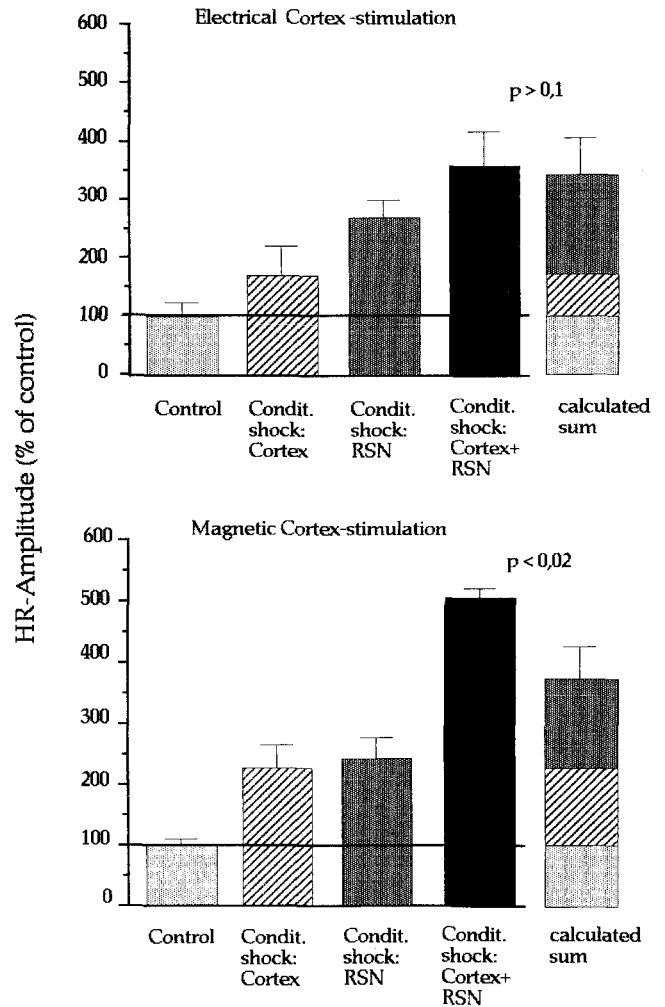 HR-Amplitude (% of control)
Electrical Cortex-stimulation
600
500
400
300
200
100
0
p > 0,1
Control
Condit.
shock:
Cortex
Condit.
shock:
RSN
Condit.
shock:
Cortex+
RSN
calculated
sum
Magnetic Cortex-stimulation
600
500
400
300
200
100
0
p < 0,02
Control
Condit.
shock:
Cortex
Condit.
shock:
RSN
Condit.
shock:
Cortex+
RSN
calculated
sum